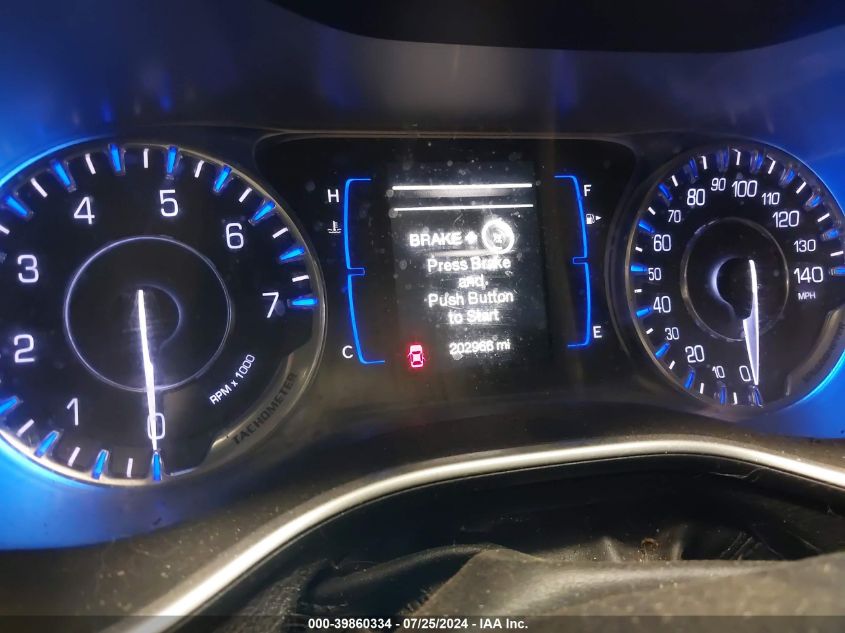 0 1 2 3 4 5 6 7
RPM x 1000
TACHOMETER
H
C
BRAKE +
Press Brake
and
Push Button
to Start
202966 mi
F
E
0 10 20 30 40 50 60 70 80 90 100 110 120 130 140
MPH
000-39860334 - 07/25/2024 - IAA Inc.